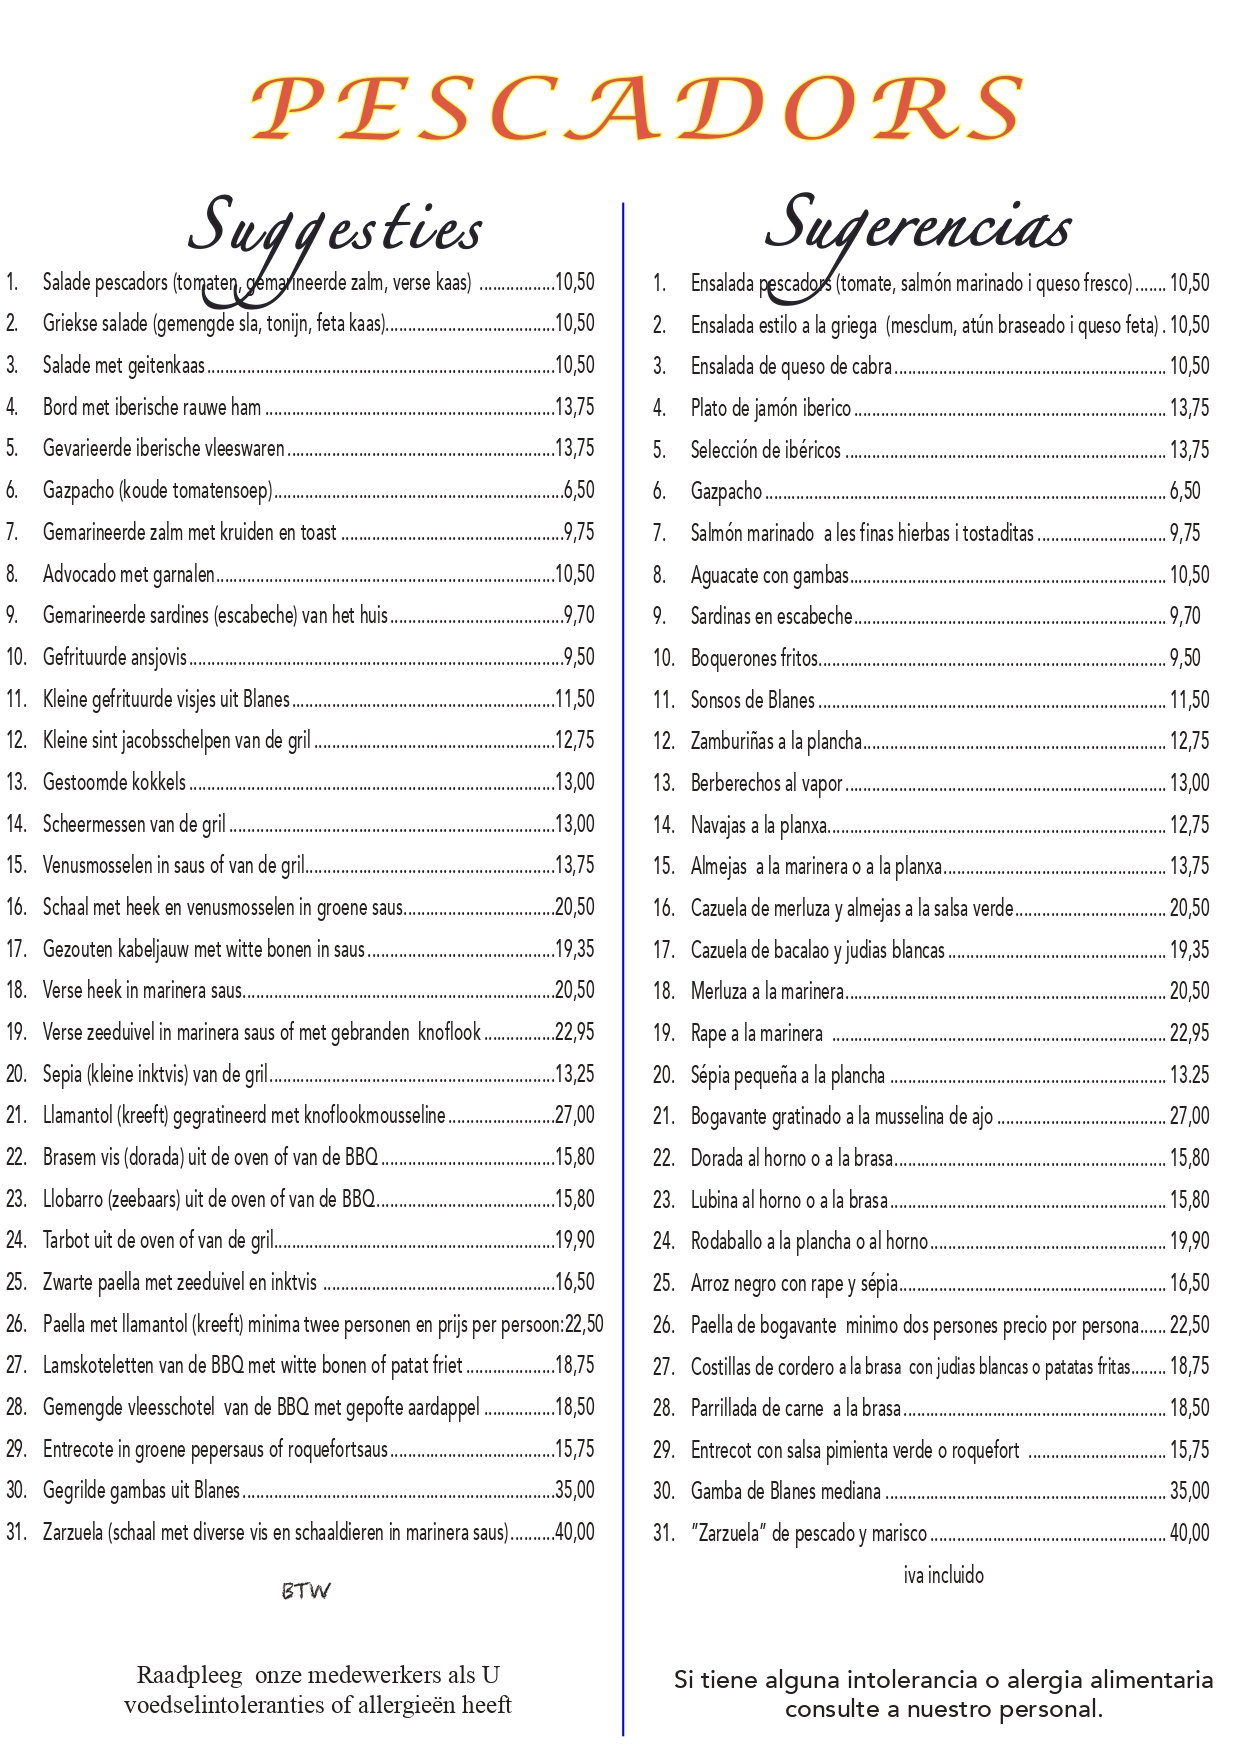 PESCADORS
Suggesties
1. Salade pescadors (tomaten, gemarineerde zalm, verse kaas) ................10,50
2. Griekse salade (gemengde sla, tonijn, feta kaas)....................................10,50
3. Salade met geitenkaas..........................................................................10,50
4. Bord met iberische rauwe ham ..............................................................13,75
5. Gevarieerde iberische vleeswaren.........................................................13,75
6. Gazpacho (koude tomatensoep)..............................................................6,50
7. Gemarineerde zalm met kruiden en toast ................................................9,75
8. Advocado met garnalen........................................................................10,50
9. Gemarineerde sardines (escabeche) van het huis.....................................9,70
10. Gefrituurde ansjovis................................................................................9,50
11. Kleine gefrituurde visjes uit Blanes........................................................11,50
12. Kleine sint jacobsschelpen van de gril ...................................................12,75
13. Gestoomde kokkels ..............................................................................13,00
14. Scheermessen van de gril .....................................................................13,00
15. Venusmosselen in saus of van de gril.....................................................13,75
16. Schaal met heek en venusmosselen in groene saus................................20,50
17. Gezouten kabeljauw met witte bonen in saus........................................19,35
18. Verse heek in marinera saus..................................................................20,50
19. Verse zeeduivel in marinera saus of met gebranden knoflook ...............22,95
20. Sepia (kleine inktvis) van de gril.............................................................13,25
21. Llamantol (kreeft) gegratineerd met knoflookmousseline.......................27,00
22. Brasem vis (dorada) uit de oven of van de BBQ.....................................15,80
23. Llobarro (zeebaars) uit de oven of van de BBQ......................................15,80
24. Tarbot uit de oven of van de gril............................................................19,90
25. Zwarte paella met zeeduivel en inktvis .................................................16,50
26. Paella met llamantol (kreeft) minima twee personen en prijs per persoon:22,50
27. Lamskoteletten van de BBQ met witte bonen of patat friet ...................18,75
28. Gemengde vleesschotel van de BBQ met gepofte aardappel ...............18,50
29. Entrecote in groene pepersaus of roquefortsaus...................................15,75
30. Gegrilde gambas uit Blanes...................................................................35,00
31. Zarzuela (schaal met diverse vis en schaaldieren in marinera saus)..........40,00
BTW
Raadpleeg onze medewerkers als U
voedselintoleranties of allergieën heeft
Sugerencias
1. Ensalada pescadors (tomate, salmón marinado i queso fresco)....... 10,50
2. Ensalada estilo a la griega (mesclum, atún braseado i queso feta) . 10,50
3. Ensalada de queso de cabra.......................................................... 10,50
4. Plato de jamón iberico................................................................... 13,75
5. Selección de ibéricos .................................................................... 13,75
6. Gazpacho...................................................................................... 6,50
7. Salmón marinado a les finas hierbas i tostaditas ............................ 9,75
8. Aguacate con gambas................................................................... 10,50
9. Sardinas en escabeche.................................................................. 9,70
10. Boquerones fritos.......................................................................... 9,50
11. Sonsos de Blanes .......................................................................... 11,50
12. Zamburiñas a la plancha................................................................ 12,75
13. Berberechos al vapor.................................................................... 13,00
14. Navajas a la planxa........................................................................ 12,75
15. Almejas a la marinera o a la planxa............................................... 13,75
16. Cazuela de merluza y almejas a la salsa verde................................ 20,50
17. Cazuela de bacalao y judias blancas .............................................. 19,35
18. Merluza a la marinera.................................................................... 20,50
19. Rape a la marinera ....................................................................... 22,95
20. Sépia pequeña a la plancha ........................................................... 13.25
21. Bogavante gratinado a la musselina de ajo .................................... 27,00
22. Dorada al horno o a la brasa.......................................................... 15,80
23. Lubina al horno o a la brasa........................................................... 15,80
24. Rodaballo a la plancha o al horno.................................................. 19,90
25. Arroz negro con rape y sépia......................................................... 16,50
26. Paella de bogavante minimo dos persones precio por persona...... 22,50
27. Costillas de cordero a la brasa con judias blancas o patatas fritas........ 18,75
28. Parrillada de carne a la brasa........................................................ 18,50
29. Entrecot con salsa pimienta verde o roquefort ............................. 15,75
30. Gamba de Blanes mediana ............................................................ 35,00
31. ”Zarzuela” de pescado y marisco................................................... 40,00
iva incluido
Si tiene alguna intolerancia o alergia alimentaria
consulte a nuestro personal.